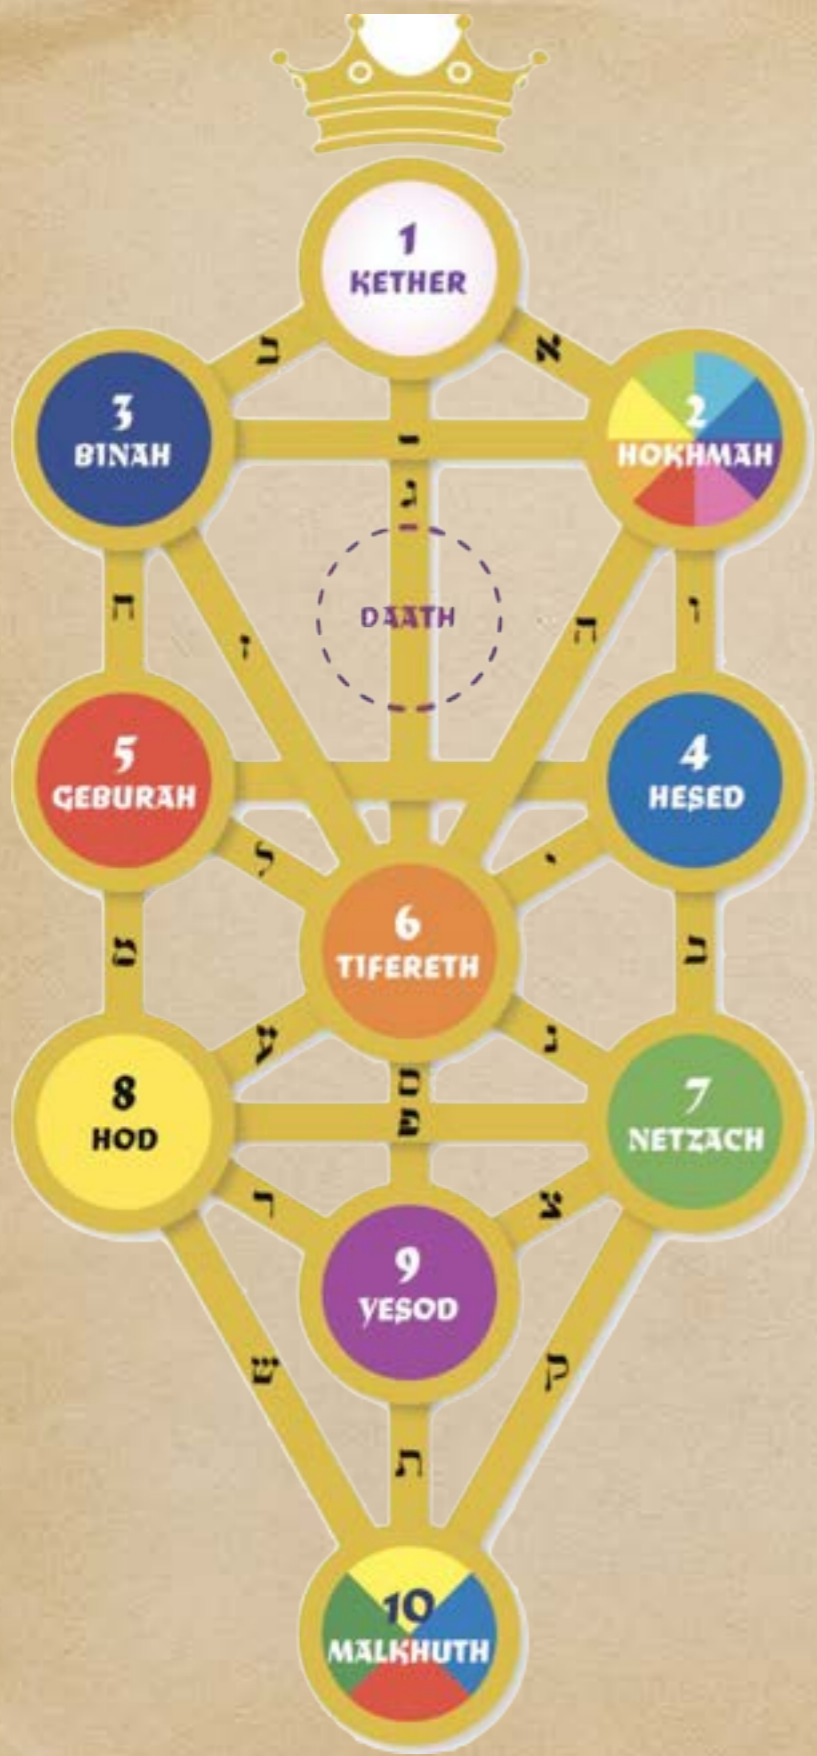 1
KETHER
א
3
BINAH
2
HOKHMAH
ג
ח
ו
DAATH
ה
ז
5
GEBURAH
4
HESED
ל
י
6
TIFERETH
8
HOD
7
NETZACH
ר
9
YESOD
ש
ק
ת
10
MALKHUTH